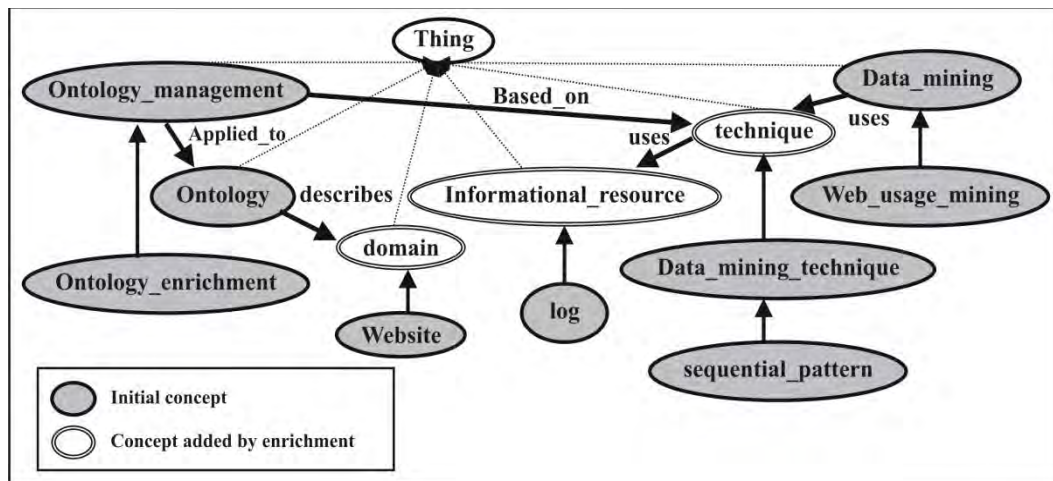 Thing
Ontology_management
Data_mining
Based_on
Applied_to
uses
technique
uses
Ontology
describes
Informational_resource
Web_usage_mining
domain
Ontology_enrichment
Data_mining_technique
log
Website
sequential_pattern
Initial concept
Concept added by enrichment